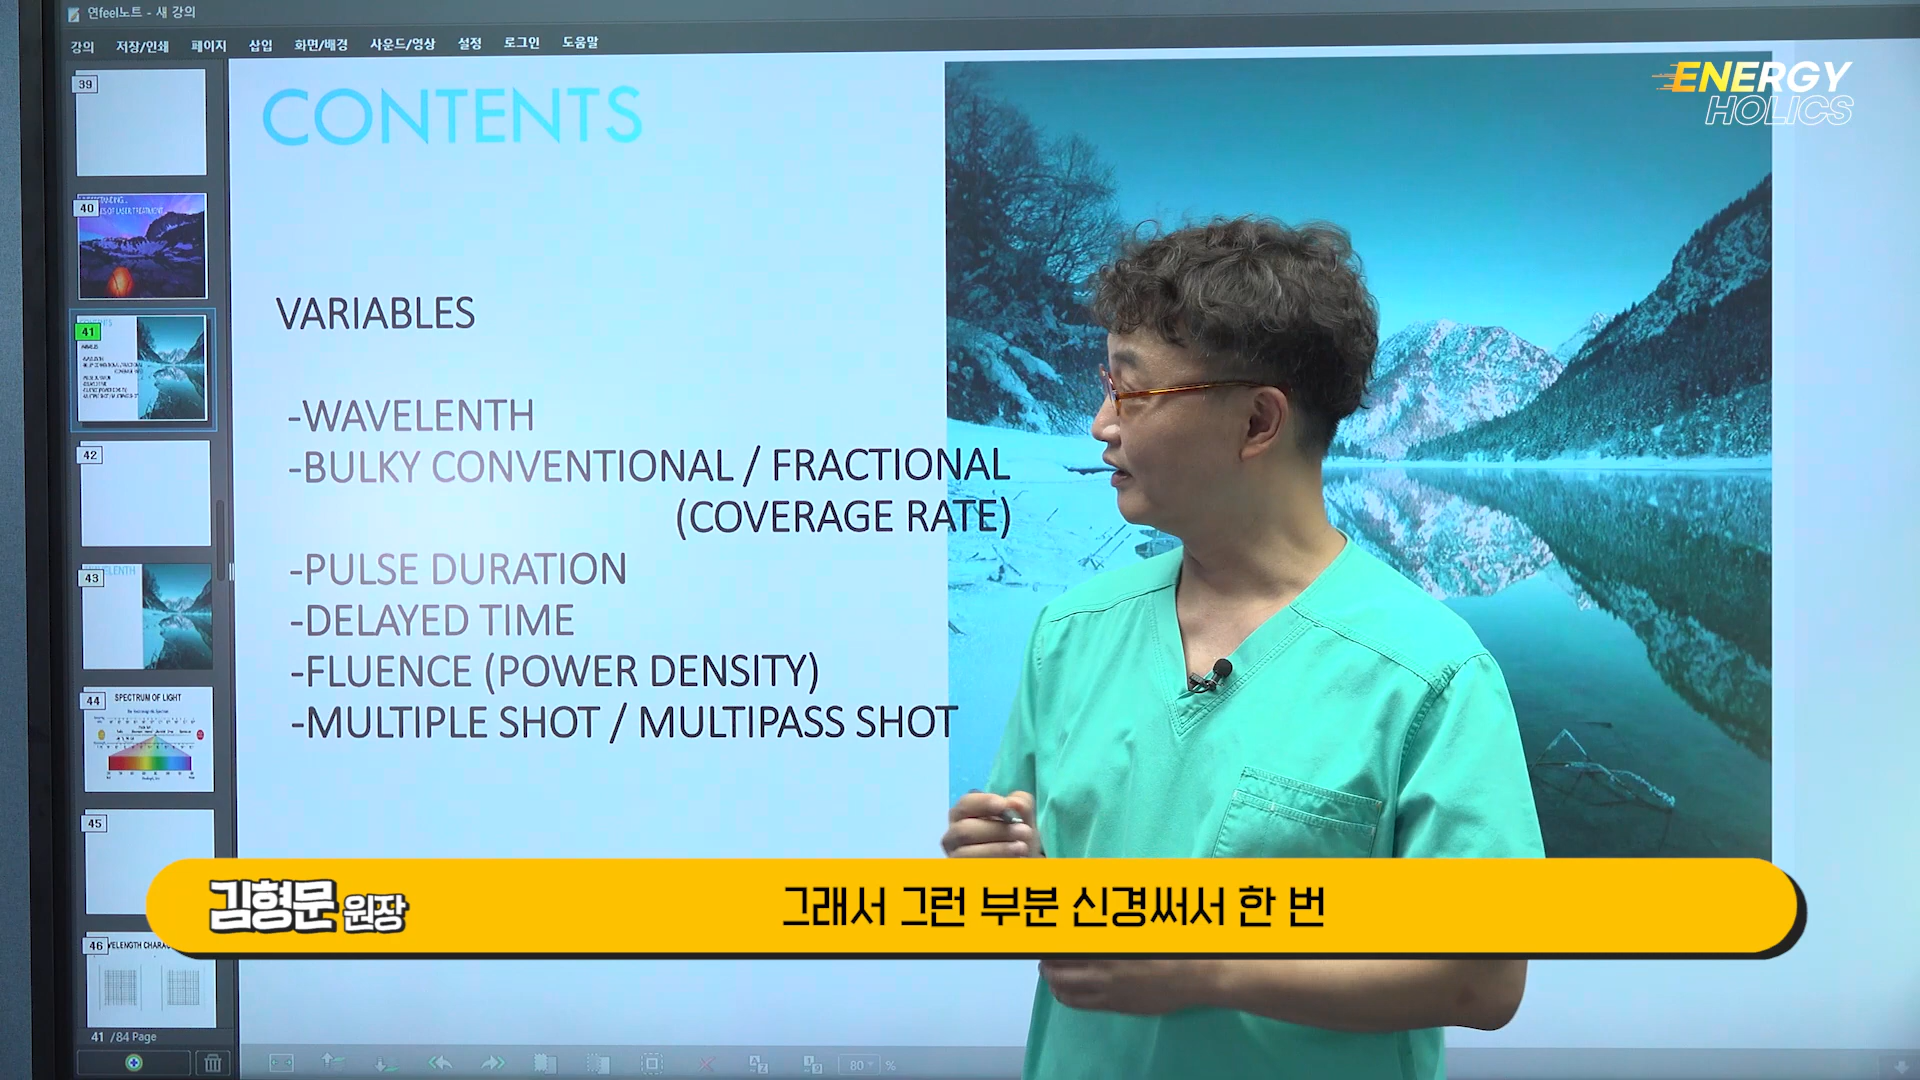 연feel노트 - 새 강의
강의 저장/인쇄 페이지 삽입 화면/배경 사운드/영상 설정 로그인 도움말
ENERGY
HOLICS
39
40
41
42
43
44
SPECTRUM OF LIGHT
45
46
41 /84 Page
CONTENTS
VARIABLES
-WAVELENTH
-BULKY CONVENTIONAL / FRACTIONAL
(COVERAGE RATE)
-PULSE DURATION
-DELAYED TIME
-FLUENCE (POWER DENSITY)
-MULTIPLE SHOT / MULTIPASS SHOT
김형문 원장
그래서 그런 부분 신경써서 한 번
80 %